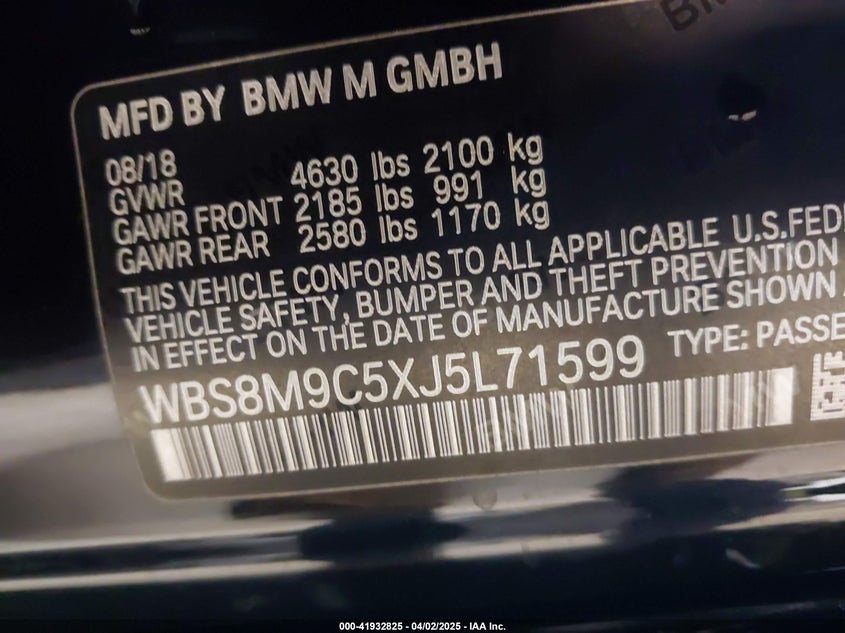 MFD BY BMW M GMBH
08/18
GVWR 4630 lbs 2100 kg
GAWR FRONT 2185 lbs 991 kg
GAWR REAR 2580 lbs 1170 kg
THIS VEHICLE CONFORMS TO ALL APPLICABLE U.S.FEDE
VEHICLE SAFETY, BUMPER AND THEFT PREVENTION
IN EFFECT ON THE DATE OF MANUFACTURE SHOWN
WBS8M9C5XJ5L71599 TYPE: PASSE
000-41932825 - 04/02/2025 - IAA Inc.